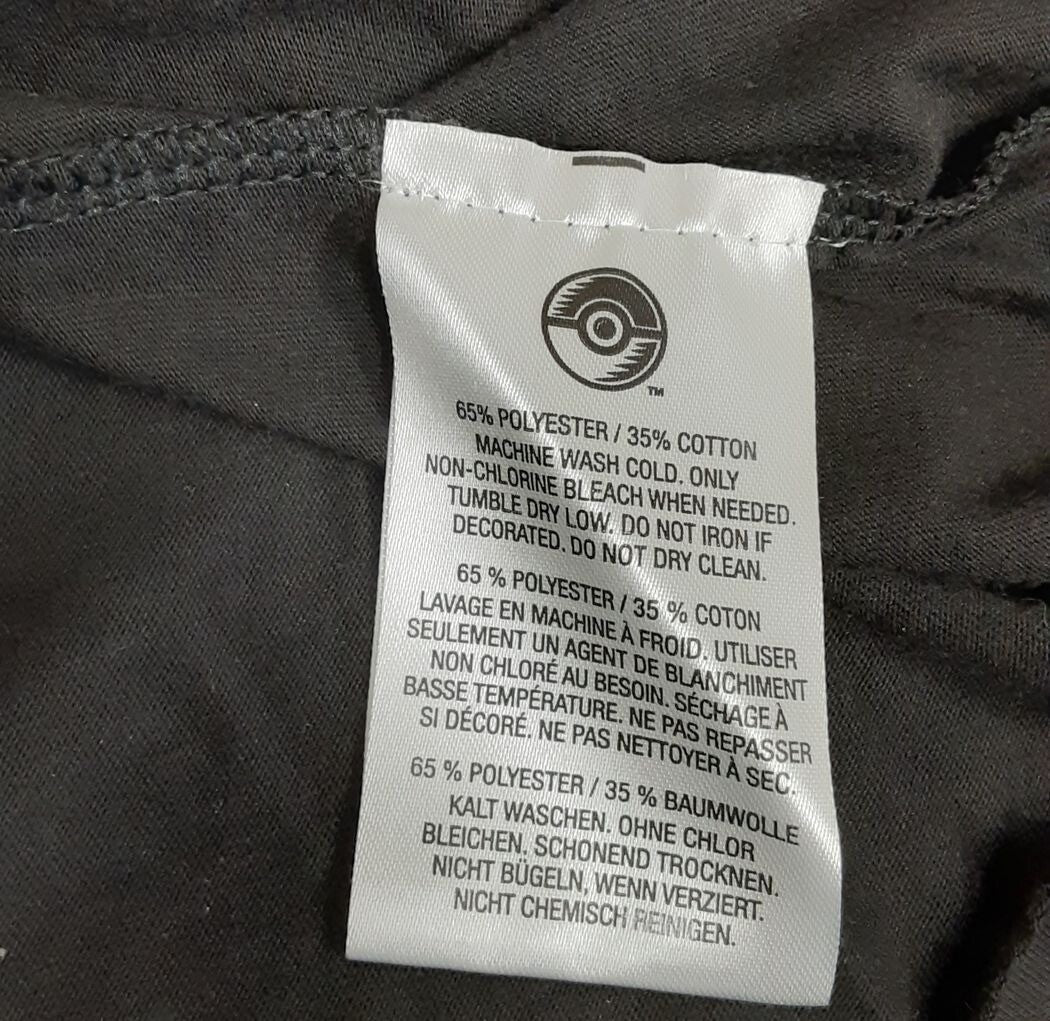 TM
65% POLYESTER / 35% COTTON
MACHINE WASH COLD. ONLY
NON-CHLORINE BLEACH WHEN NEEDED.
TUMBLE DRY LOW. DO NOT IRON IF
DECORATED. DO NOT DRY CLEAN.
65 % POLYESTER / 35 % COTON
LAVAGE EN MACHINE À FROID. UTILISER
SEULEMENT UN AGENT DE BLANCHIMENT
NON CHLORÉ AU BESOIN. SÉCHAGE À
BASSE TEMPÉRATURE. NE PAS REPASSER
SI DÉCORÉ. NE PAS NETTOYER À SEC.
65 % POLYESTER / 35 % BAUMWOLLE
KALT WASCHEN. OHNE CHLOR
BLEICHEN. SCHONEND TROCKNEN.
NICHT BÜGELN, WENN VERZIERT.
NICHT CHEMISCH REINIGEN.